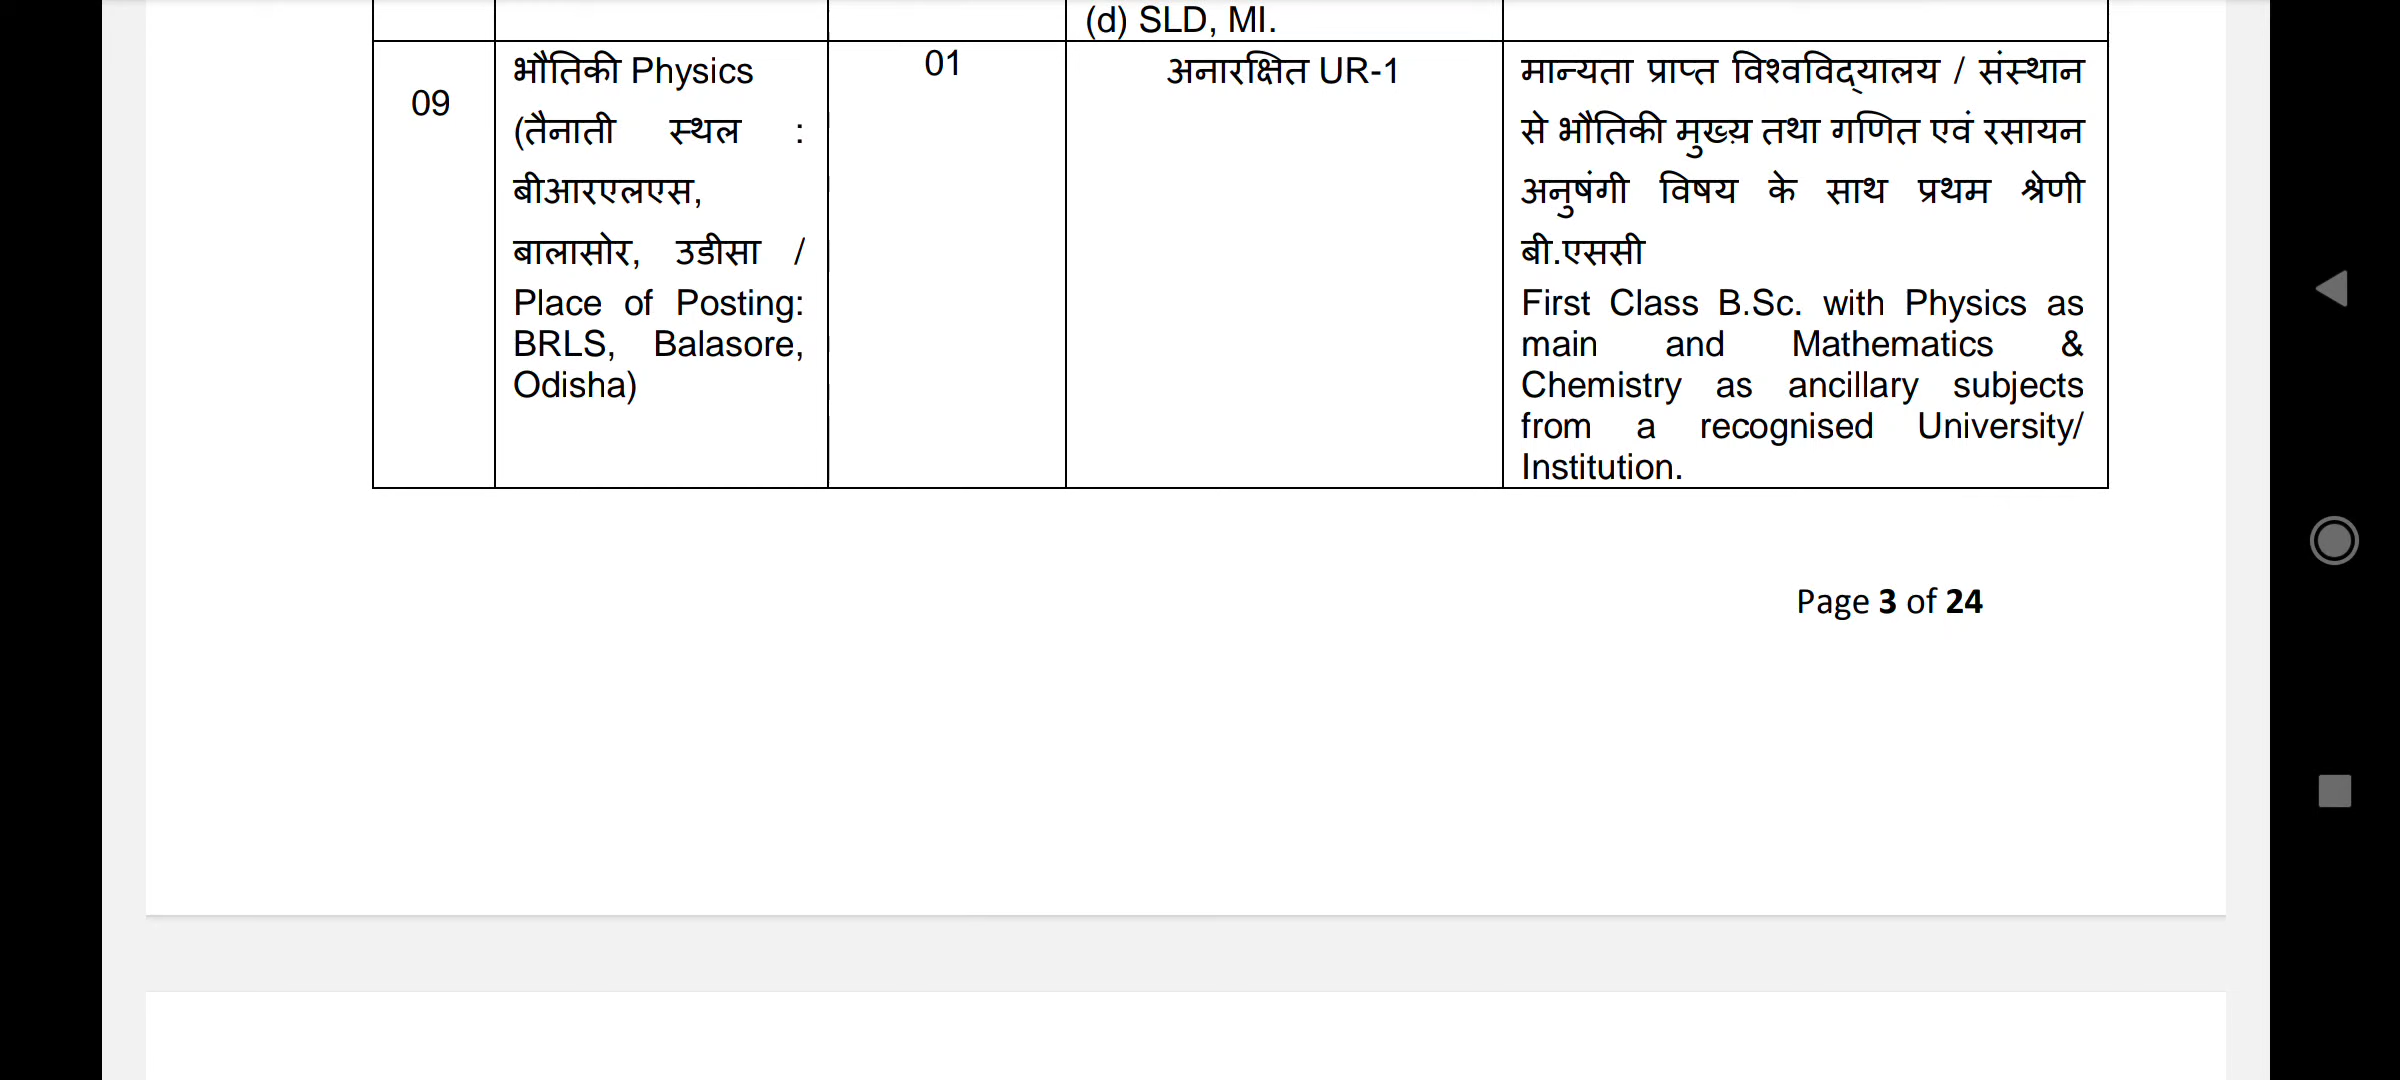 (d) SLD, MI.
09
भौतिकी Physics
(तैनाती स्थल :
बीआरएलएस,
बालासोर, उडीसा /
Place of Posting:
BRLS, Balasore,
Odisha)
01
अनारक्षित UR-1
मान्यता प्राप्त विश्वविद्यालय / संस्थान
से भौतिकी मुख्य़ तथा गणित एवं रसायन
अनुषंगी विषय के साथ प्रथम श्रेणी
बी.एससी
First Class B.Sc. with Physics as
main and Mathematics &
Chemistry as ancillary subjects
from a recognised University/
Institution.
Page 3 of 24